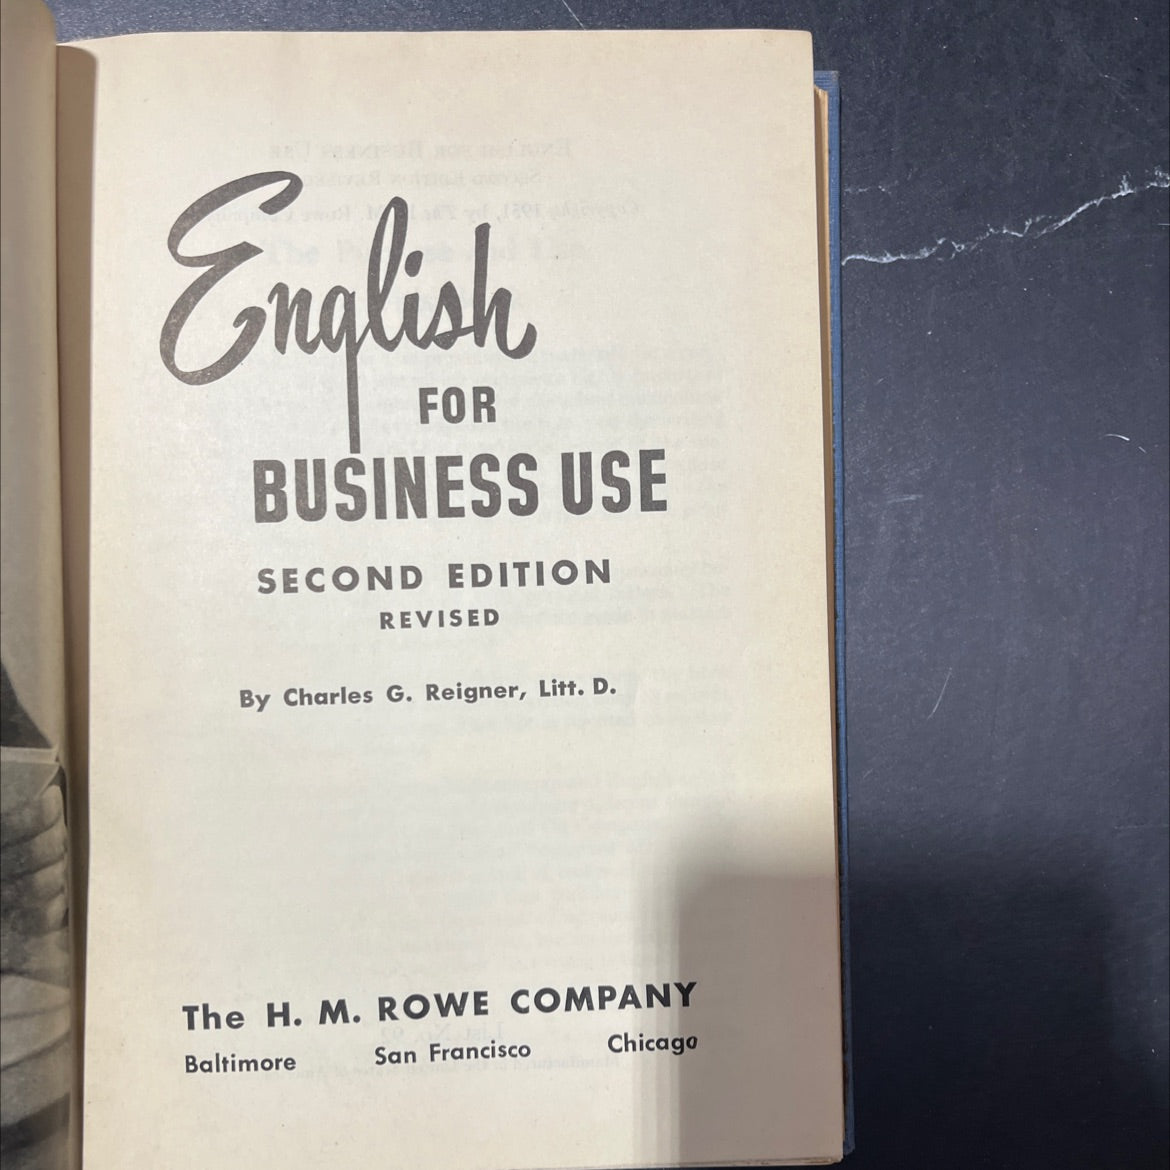 English
FOR
BUSINESS USE
SECOND EDITION
REVISED
By Charles G. Reigner, Litt. D.
The H. M. ROWE COMPANY
Baltimore San Francisco Chicago